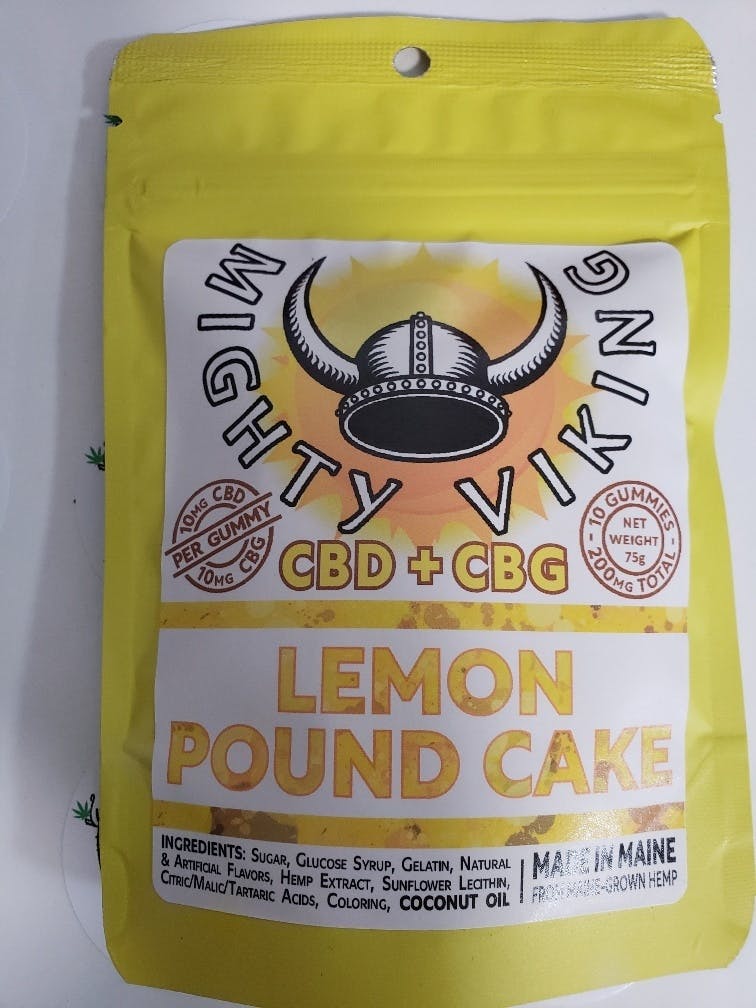 MIGHTY VIKING
10MG CBD
PER GUMMY
10MG CBG
CBD + CBG
- 10 GUMMIES -
NET
WEIGHT
75g
200MG TOTAL
LEMON
POUND CAKE
INGREDIENTS: SUGAR, GLUCOSE SYRUP, GELATIN, NATURAL
& ARTIFICIAL FLAVORS, HEMP EXTRACT, SUNFLOWER LECITHIN,
CITRIC/MALIC/TARTARIC ACIDS, COLORING, COCONUT OIL
MADE IN MAINE
FROM MAINE-GROWN HEMP